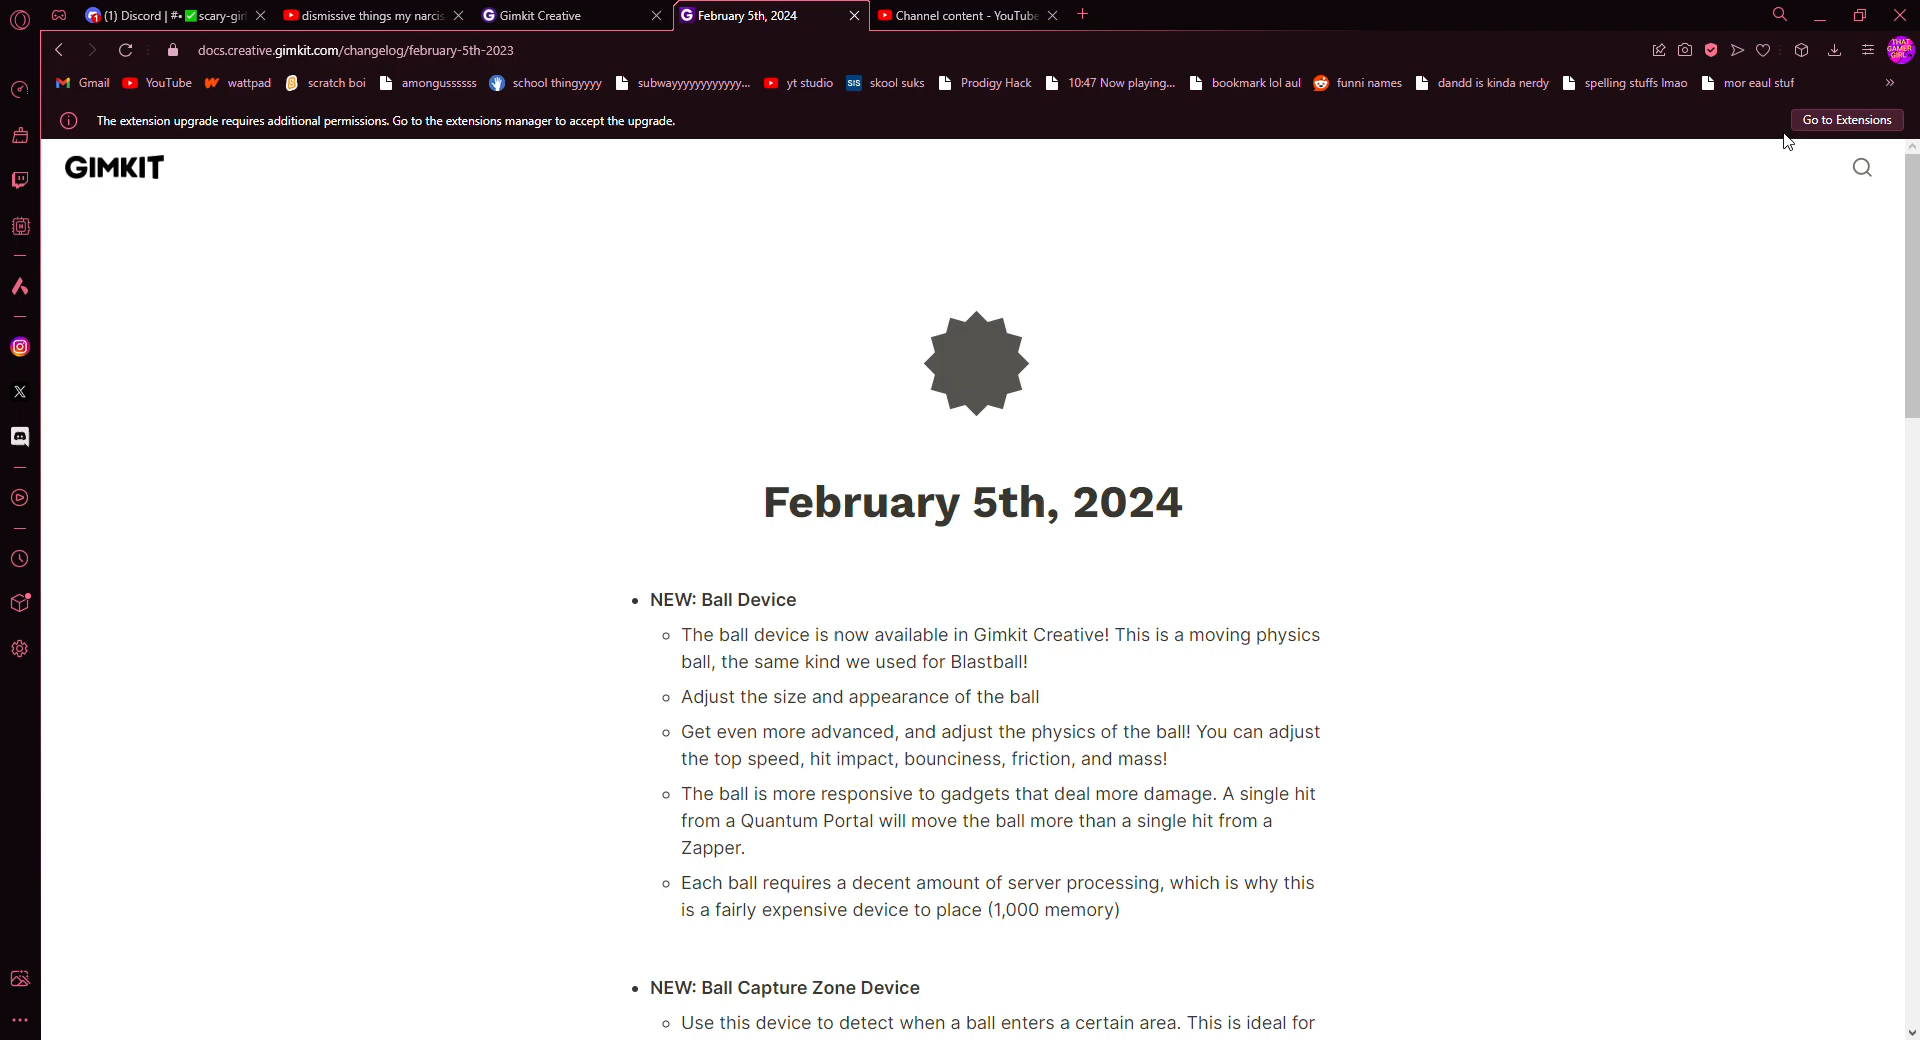 (1) Discord | #• ✅scary-gir
dismissive things my narcis
Gimkit Creative
February 5th, 2024
Channel content - YouTube
docs.creative.gimkit.com/changelog/february-5th-2023
Gmail
YouTube
wattpad
scratch boi
amongussssss
school thingyyyy
subwayyyyyyyyyyyy...
yt studio
SIS
skool suks
Prodigy Hack
10:47 Now playing...
bookmark lol aul
funni names
dandd is kinda nerdy
spelling stuffs lmao
mor eaul stuf
The extension upgrade requires additional permissions. Go to the extensions manager to accept the upgrade.
Go to Extensions
GIMKIT
February 5th, 2024
• NEW: Ball Device
The ball device is now available in Gimkit Creative! This is a moving physics
ball, the same kind we used for Blastball!
Adjust the size and appearance of the ball
Get even more advanced, and adjust the physics of the ball! You can adjust
the top speed, hit impact, bounciness, friction, and mass!
The ball is more responsive to gadgets that deal more damage. A single hit
from a Quantum Portal will move the ball more than a single hit from a
Zapper.
Each ball requires a decent amount of server processing, which is why this
is a fairly expensive device to place (1,000 memory)
• NEW: Ball Capture Zone Device
Use this device to detect when a ball enters a certain area. This is ideal for